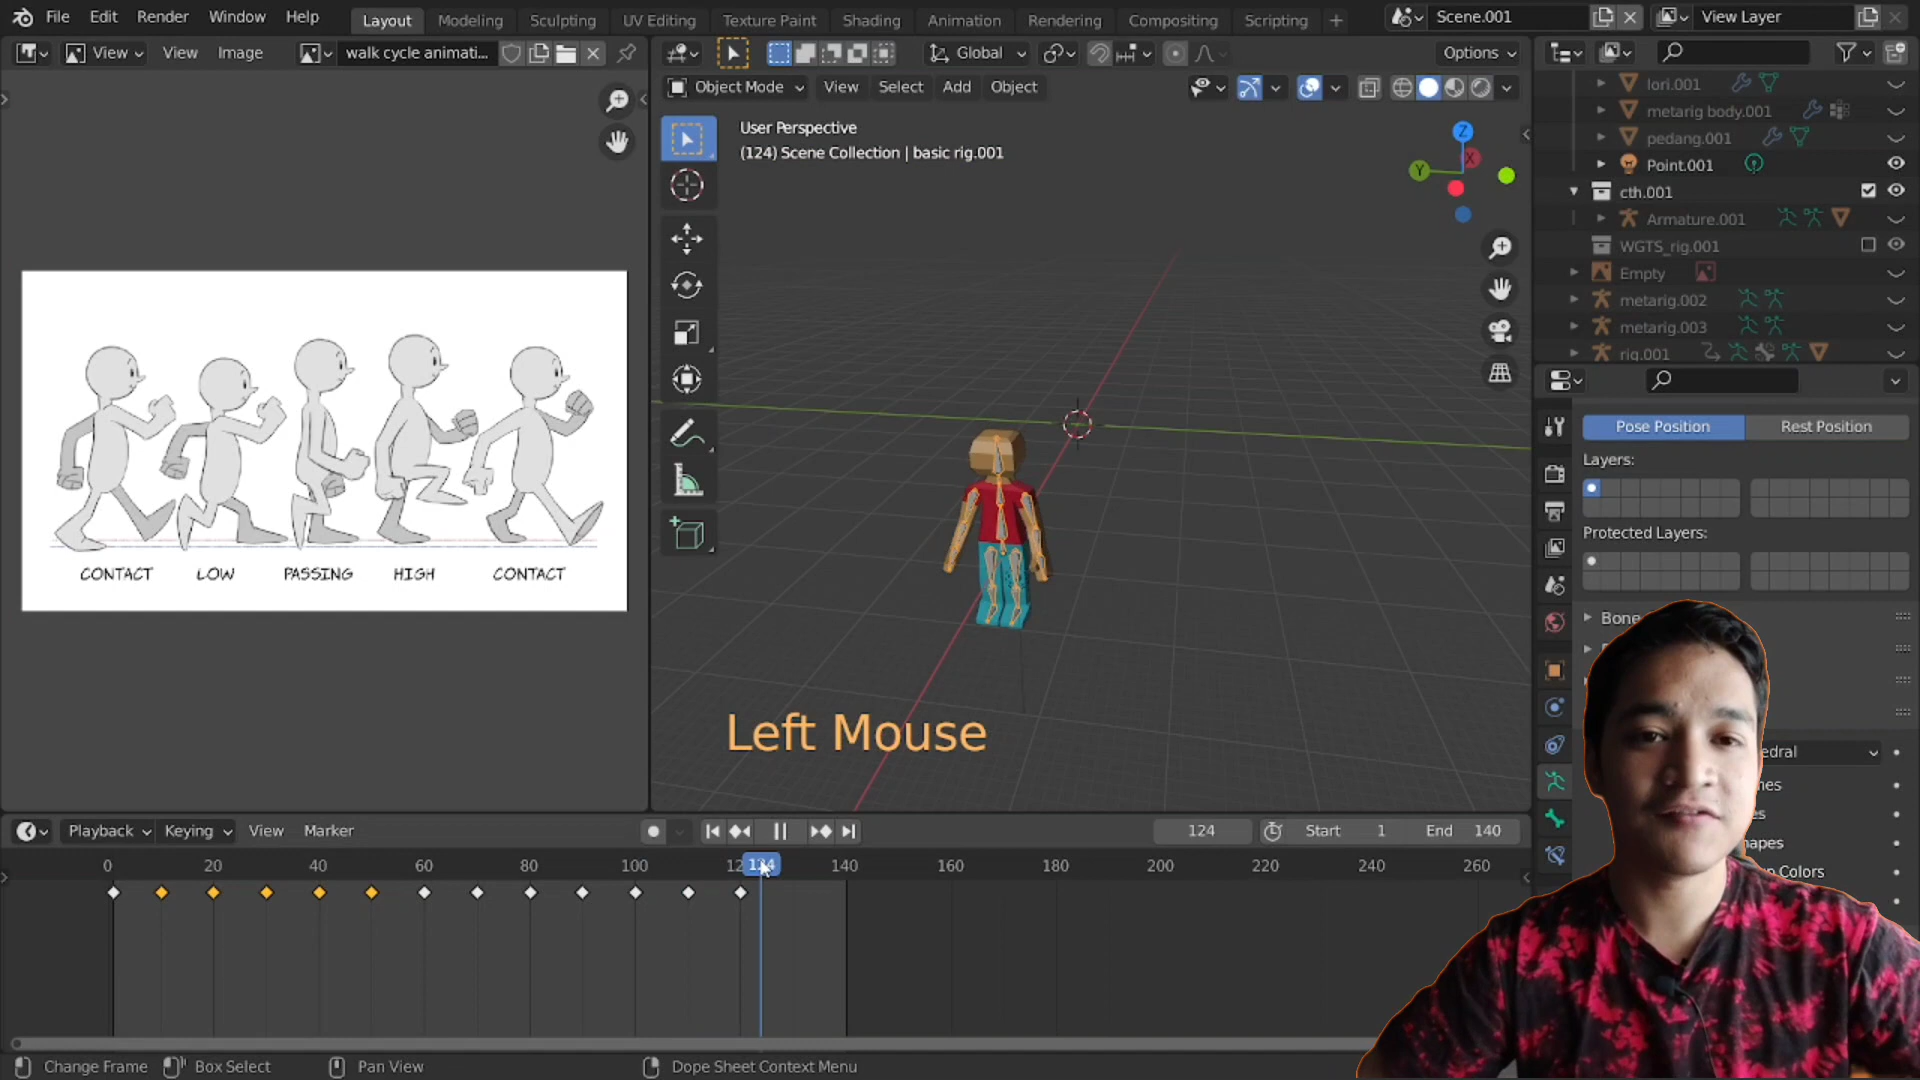 File Edit Render Window Help Layout Modeling Sculpting UV Editing Texture Paint Shading Animation Rendering Compositing Scripting Scene.001 View Layer
View View Image walk cycle animati... Global Options
Object Mode View Select Add Object
User Perspective
(124) Scene Collection | basic rig.001
Z
X
Y
lori.001
metarig body.001
pedang.001
Point.001
cth.001
Armature.001
WGTS_rig.001
Empty
metarig.002
metarig.003
rig.001
Pose Position Rest Position
Layers:
Protected Layers:
Bone
edral
CONTACT LOW PASSING HIGH CONTACT
Left Mouse
Playback Keying View Marker 124 Start 1 End 140
0 20 40 60 80 100 124 140 160 180 200 220 240 260
Change Frame Box Select Pan View Dope Sheet Context Menu